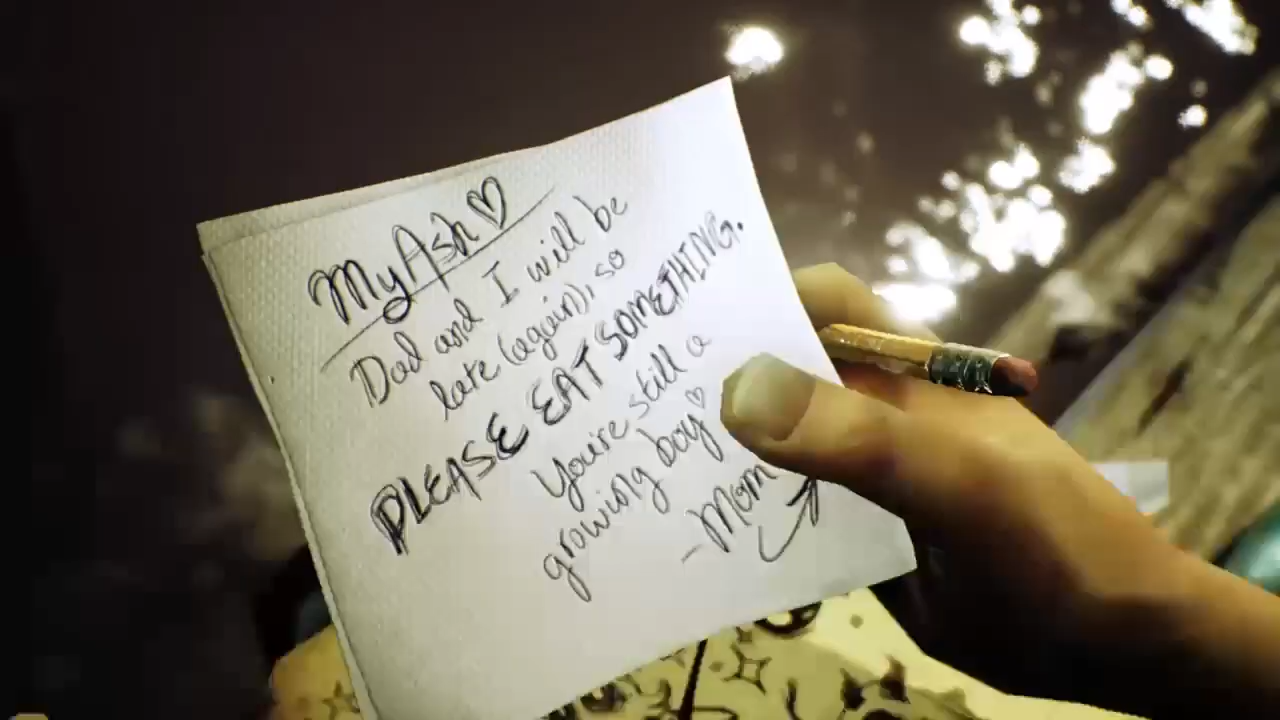 My Ash♡
Dad and I will be
late (again), so
PLEASE EAT SOMETHING.
You're still a
growing boy♡
-Mom